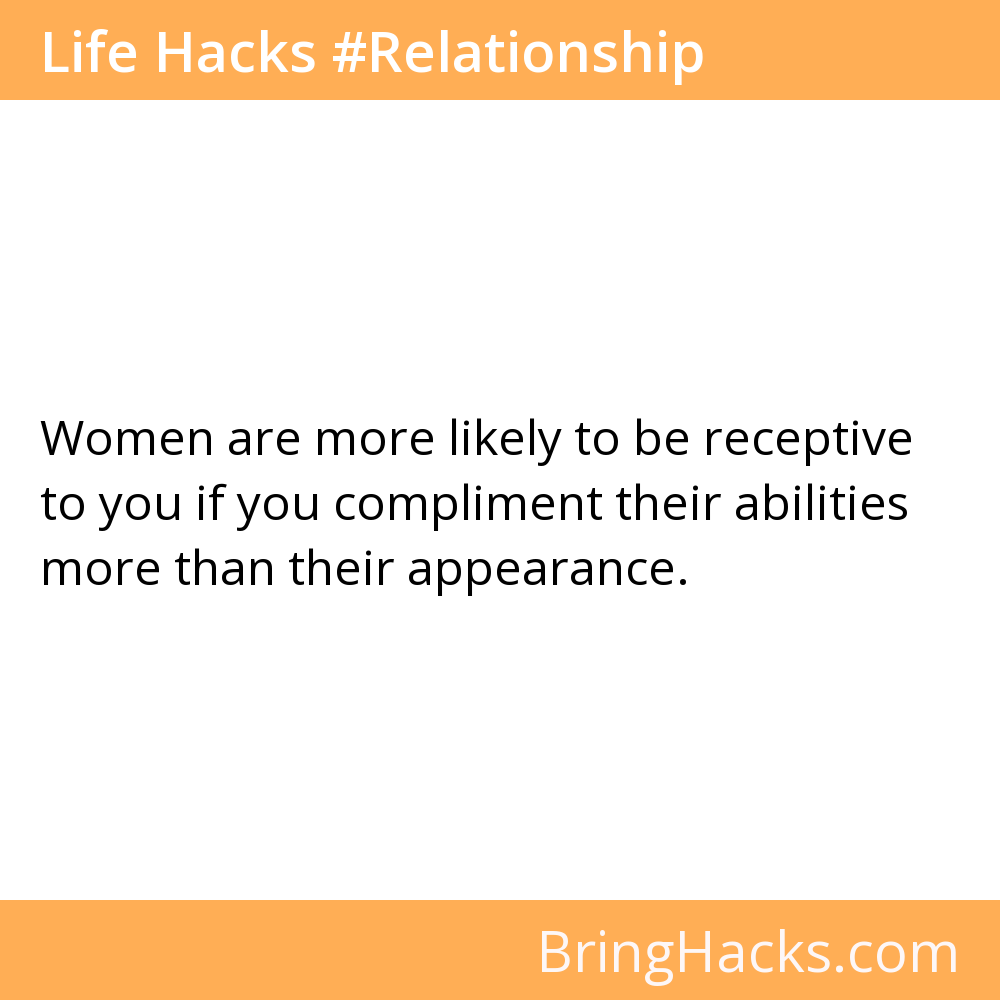 Life Hacks #Relationship
Women are more likely to be receptive
to you if you compliment their abilities
more than their appearance.
BringHacks.com